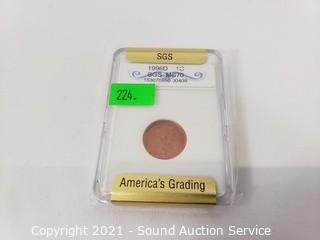 SGS
1996D 1C
SGS MS70
224.
America's Grading
Copyright 2021 - Sound Auction Service